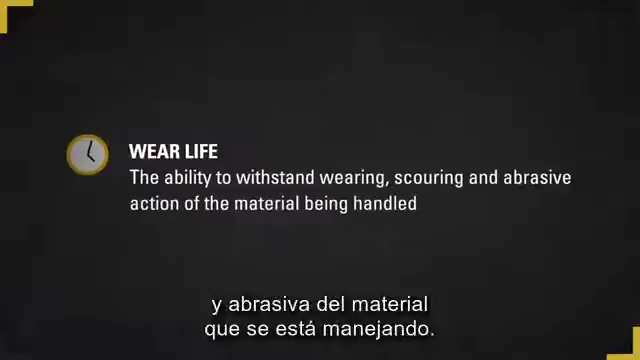 WEAR LIFE
The ability to withstand wearing, scouring and abrasive
action of the material being handled
y abrasiva del material
que se está manejando.